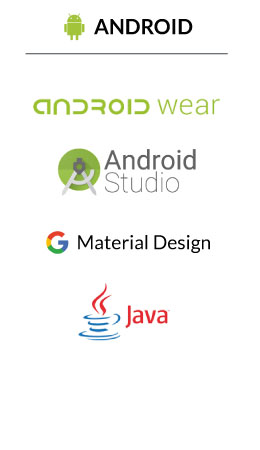 ANDROID
ANDROID wear
Android
Studio
G Material Design
Java